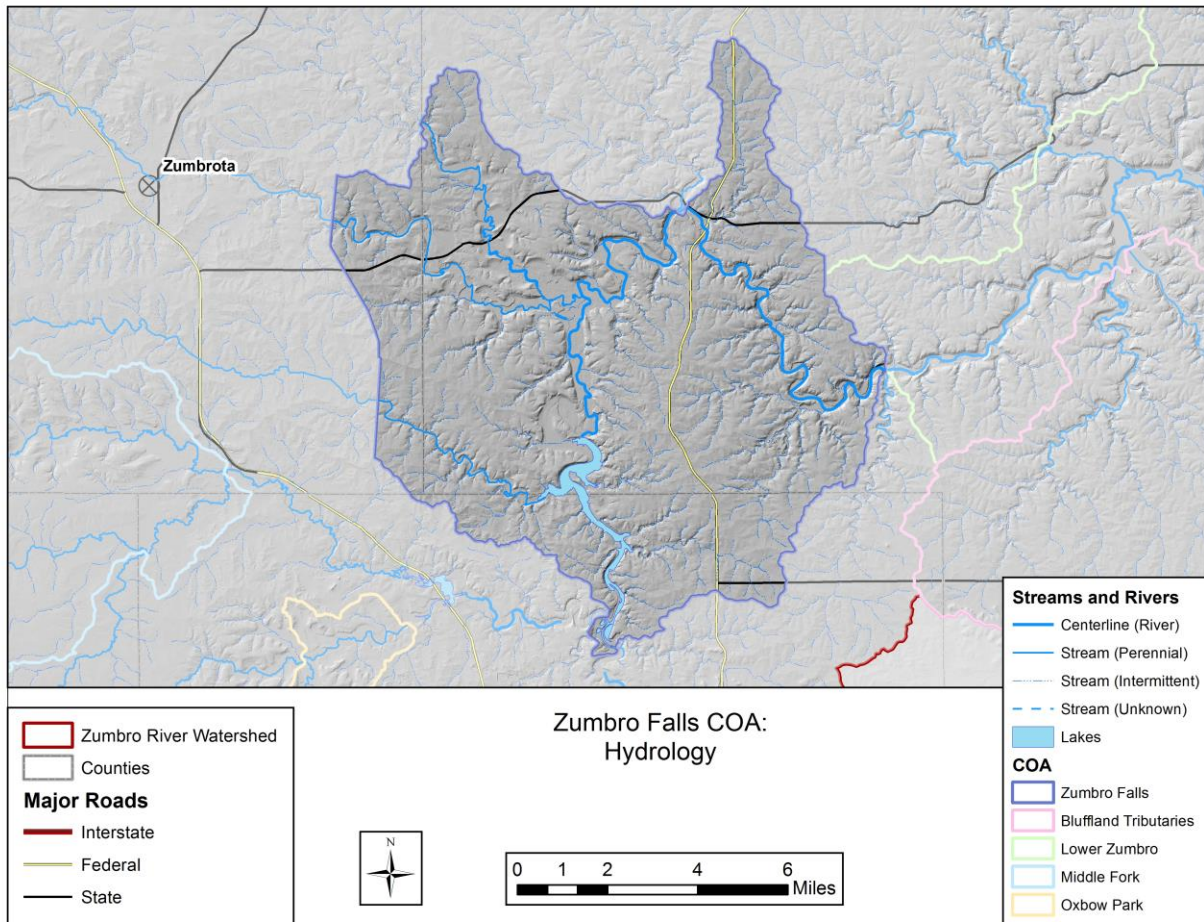 Zumbrota
Streams and Rivers
Centerline (River)
Stream (Perennial)
Stream (Intermittent)
Stream (Unknown)
Lakes
COA
Zumbro Falls
Bluffland Tributaries
Lower Zumbro
Middle Fork
Oxbow Park
Zumbro River Watershed
Counties
Major Roads
Interstate
Federal
State
Zumbro Falls COA:
Hydrology
N
0 1 2 4 6
Miles